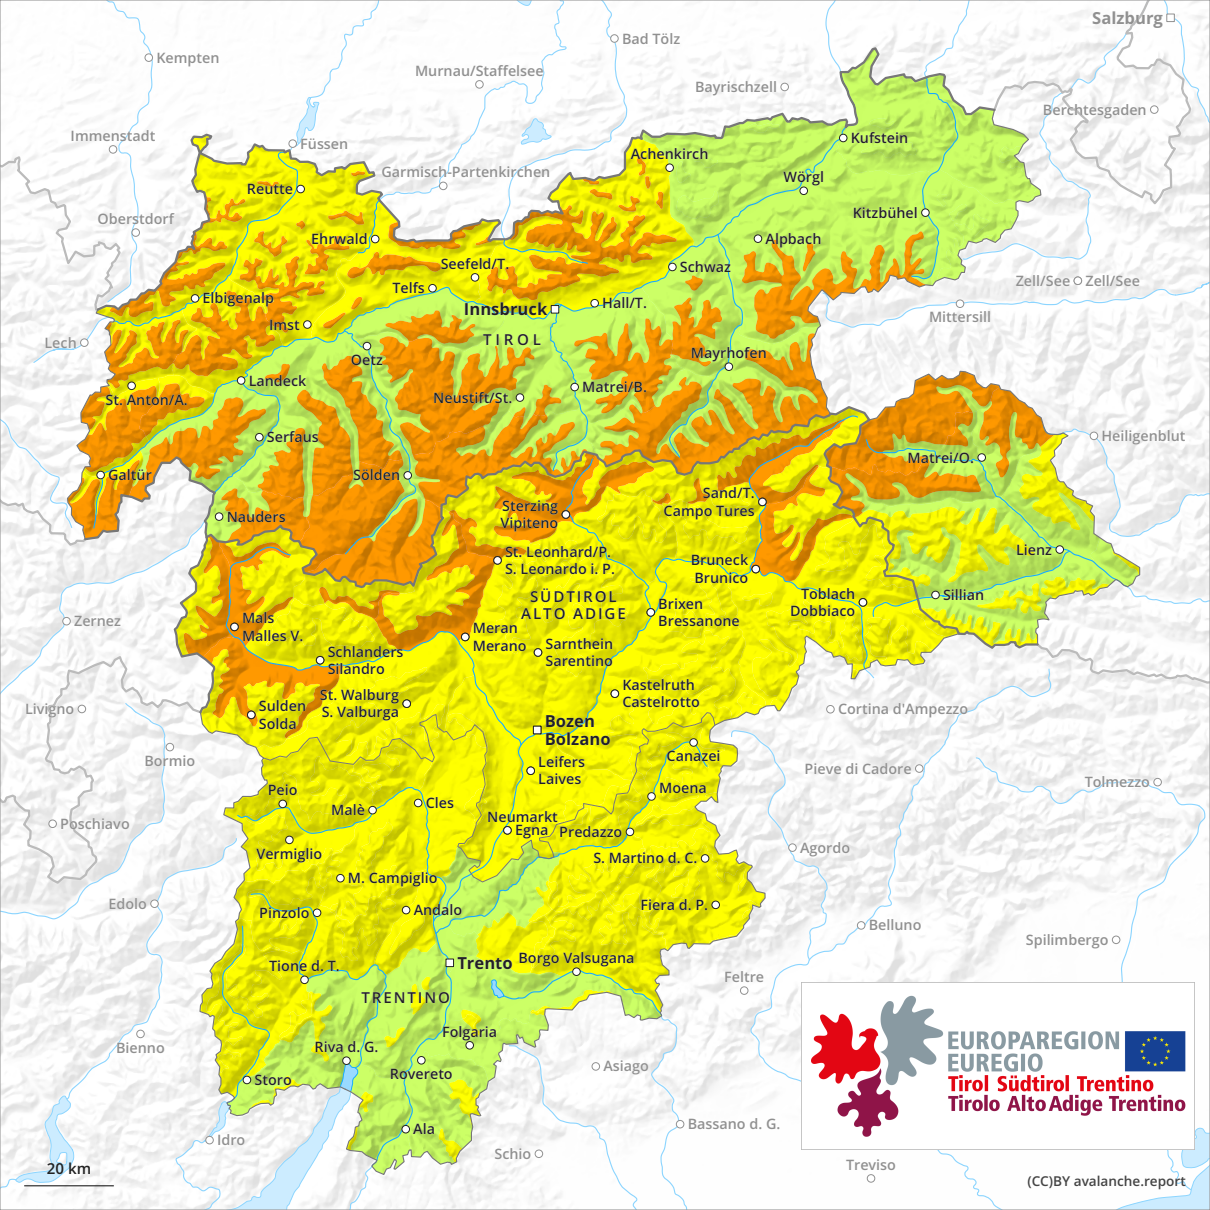 Salzburg
Bad Tölz
Kempten
Murnau/Staffelsee
Bayrischzell
Berchtesgaden
Immenstadt
Füssen
Kufstein
Achenkirch
Garmisch-Partenkirchen
Wörgl
Reutte
Oberstdorf
Kitzbühel
Ehrwald
Alpbach
Seefeld/T.
Schwaz
Zell/See
Zell/See
Telfs
Elbigenalp
Innsbruck
Hall/T.
Mittersill
Imst
TIROL
Lech
Oetz
Mayrhofen
Landeck
Matrei/B.
St. Anton/A.
Neustift/St.
Serfaus
Heiligenblut
Matrei/O.
Galtür
Sölden
Sand/T.
Campo Tures
Sterzing
Vipiteno
Nauders
St. Leonhard/P.
S. Leonardo i. P.
Lienz
Bruneck
Brunico
SÜDTIROL
ALTO ADIGE
Toblach
Dobbiaco
Sillian
Brixen
Bressanone
Zernez
Mals
Malles V.
Meran
Merano
Sarnthein
Sarentino
Schlanders
Silandro
Kastelruth
Castelrotto
St. Walburg
S. Valburga
Livigno
Sulden
Solda
Cortina d'Ampezzo
Bozen
Bolzano
Bormio
Canazei
Leifers
Laives
Pieve di Cadore
Tolmezzo
Peio
Moena
Malè
Cles
Neumarkt
Egna
Predazzo
Poschiavo
Vermiglio
Agordo
S. Martino d. C.
M. Campiglio
Edolo
Pinzolo
Andalo
Fiera d. P.
Belluno
Spilimbergo
Tione d. T.
Trento
Borgo Valsugana
Feltre
TRENTINO
Folgaria
Bienno
Riva d. G.
Rovereto
Asiago
Storo
EUROPAREGION
EUREGIO
Tirol Südtirol Trentino
Tirolo Alto Adige Trentino
Ala
Bassano d. G.
Idro
Schio
Treviso
20 km
(CC)BY avalanche.report